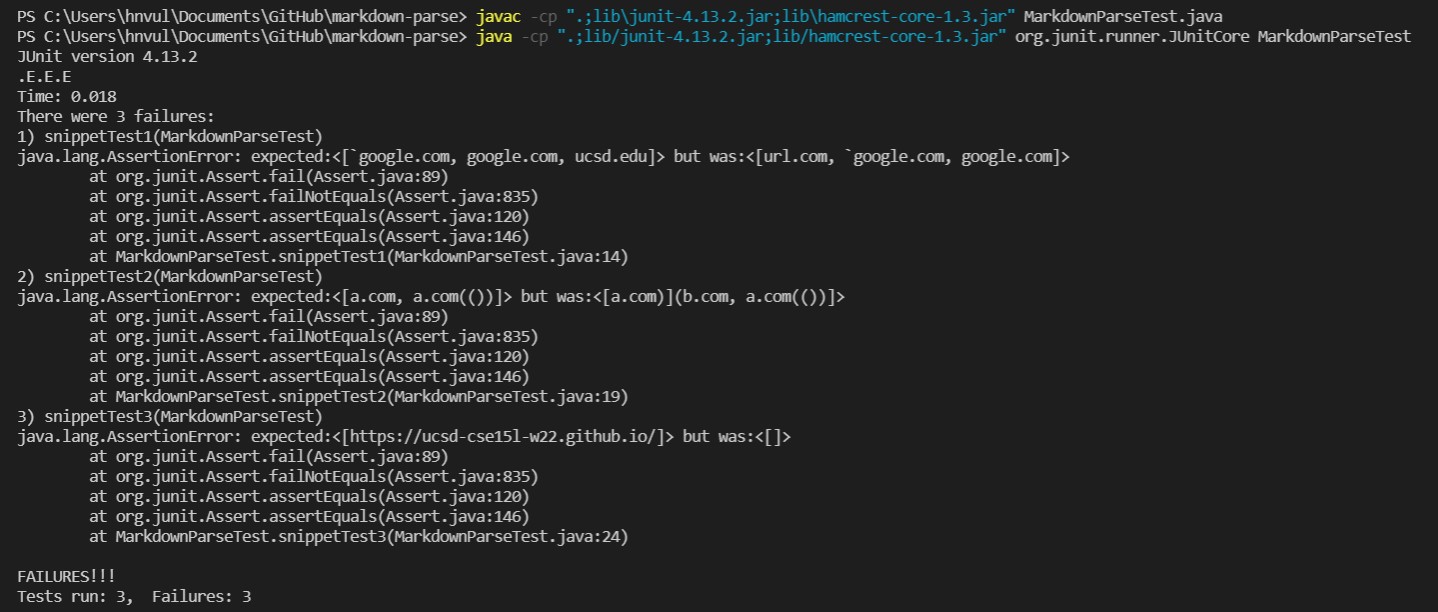 PS C:\Users\hnvul\Documents\GitHub\markdown-parse> javac -cp ".;lib\junit-4.13.2.jar;lib\hamcrest-core-1.3.jar" MarkdownParseTest.java
PS C:\Users\hnvul\Documents\GitHub\markdown-parse> java -cp ".;lib/junit-4.13.2.jar;lib/hamcrest-core-1.3.jar" org.junit.runner.JUnitCore MarkdownParseTest
JUnit version 4.13.2
.E.E.E
Time: 0.018
There were 3 failures:
1) snippetTest1(MarkdownParseTest)
java.lang.AssertionError: expected:<[`google.com, google.com, ucsd.edu]> but was:<[url.com, `google.com, google.com]>
        at org.junit.Assert.fail(Assert.java:89)
        at org.junit.Assert.failNotEquals(Assert.java:835)
        at org.junit.Assert.assertEquals(Assert.java:120)
        at org.junit.Assert.assertEquals(Assert.java:146)
        at MarkdownParseTest.snippetTest1(MarkdownParseTest.java:14)
2) snippetTest2(MarkdownParseTest)
java.lang.AssertionError: expected:<[a.com, a.com(())]> but was:<[a.com)](b.com, a.com(())]>
        at org.junit.Assert.fail(Assert.java:89)
        at org.junit.Assert.failNotEquals(Assert.java:835)
        at org.junit.Assert.assertEquals(Assert.java:120)
        at org.junit.Assert.assertEquals(Assert.java:146)
        at MarkdownParseTest.snippetTest2(MarkdownParseTest.java:19)
3) snippetTest3(MarkdownParseTest)
java.lang.AssertionError: expected:<[https://ucsd-cse15l-w22.github.io/]> but was:<[]>
        at org.junit.Assert.fail(Assert.java:89)
        at org.junit.Assert.failNotEquals(Assert.java:835)
        at org.junit.Assert.assertEquals(Assert.java:120)
        at org.junit.Assert.assertEquals(Assert.java:146)
        at MarkdownParseTest.snippetTest3(MarkdownParseTest.java:24)

FAILURES!!!
Tests run: 3,  Failures: 3